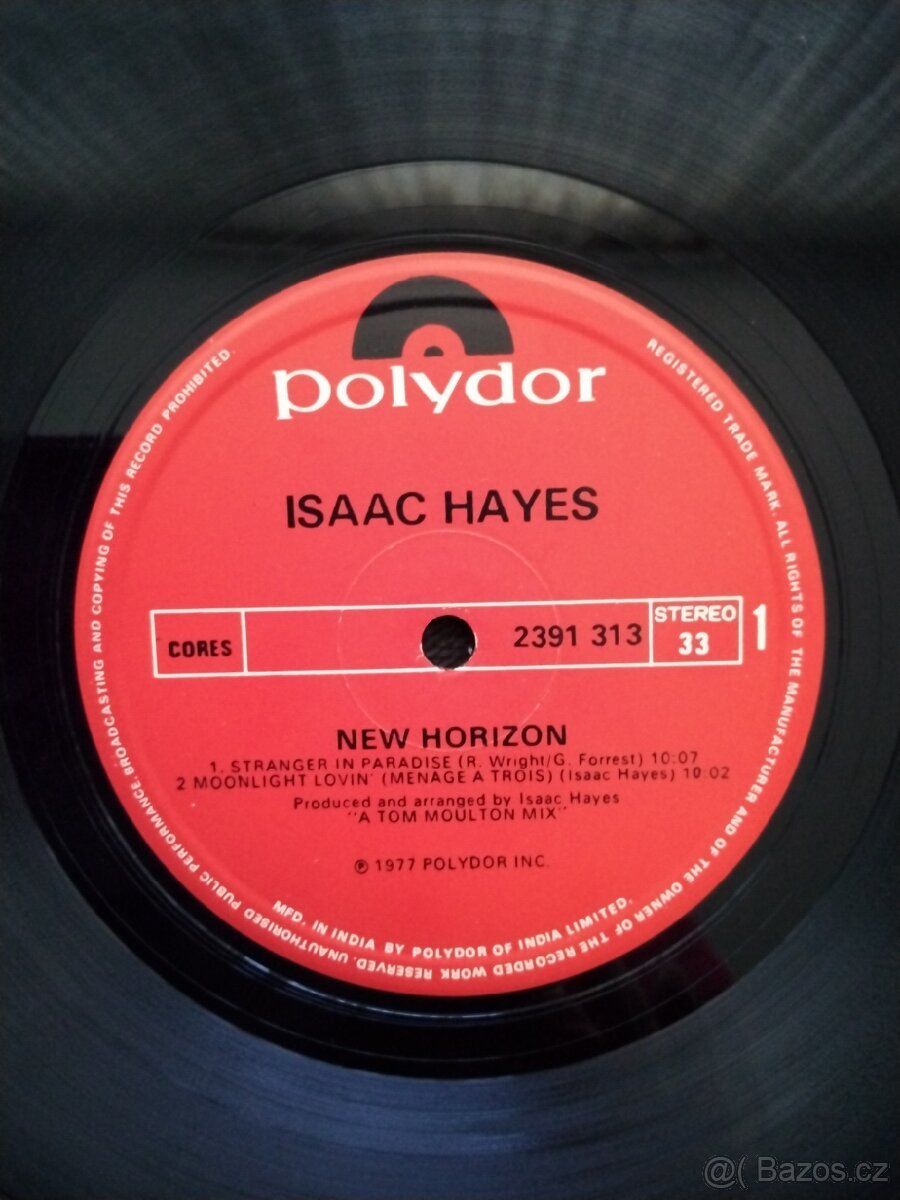 polydor
ISAAC HAYES
CORES
2391 313
STEREO
33
1
NEW HORIZON
1. STRANGER IN PARADISE (R. Wright/G. Forrest) 10:07
2 MOONLIGHT LOVIN' (MENAGE A TROIS) (Isaac Hayes) 10:02
Produced and arranged by Isaac Hayes
"A TOM MOULTON MIX"
℗ 1977 POLYDOR INC.
MFD. IN INDIA BY POLYDOR OF INDIA LIMITED.
REGISTERED TRADE MARK. ALL RIGHTS OF THE MANUFACTURER AND OF THE OWNER OF THE RECORDED WORK RESERVED. UNAUTHORISED PUBLIC PERFORMANCE, BROADCASTING AND COPYING OF THIS RECORD PROHIBITED.
@( Bazos.cz